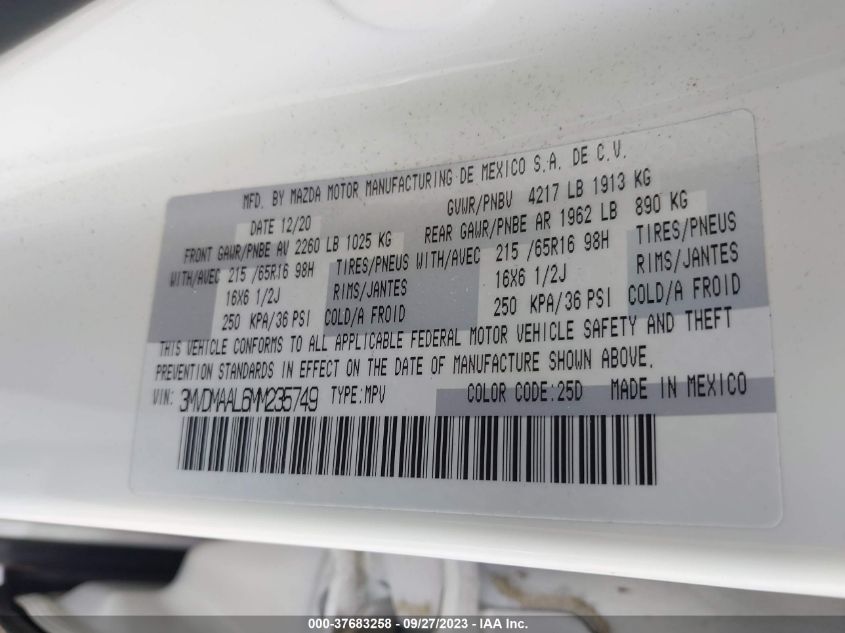 MFD. BY MAZDA MOTOR MANUFACTURING DE MEXICO S.A. DE C.V.
DATE 12/20 GVWR/PNBV 4217 LB 1913 KG
FRONT GAWR/PNBE AV 2260 LB 1025 KG REAR GAWR/PNBE AR 1962 LB 890 KG
WITH/AVEC 215 /65R16 98H TIRES/PNEUS WITH/AVEC 215 /65R16 98H TIRES/PNEUS
16X6 1/2J RIMS/JANTES 16X6 1/2J RIMS/JANTES
250 KPA/36 PSI COLD/A FROID 250 KPA/36 PSI COLD/A FROID
THIS VEHICLE CONFORMS TO ALL APPLICABLE FEDERAL MOTOR VEHICLE SAFETY AND THEFT
PREVENTION STANDARDS IN EFFECT ON THE DATE OF MANUFACTURE SHOWN ABOVE.
VIN: 3MVDMAAL6MM235749 TYPE:MPV COLOR CODE:25D MADE IN MEXICO
000-37683258 - 09/27/2023 - IAA Inc.